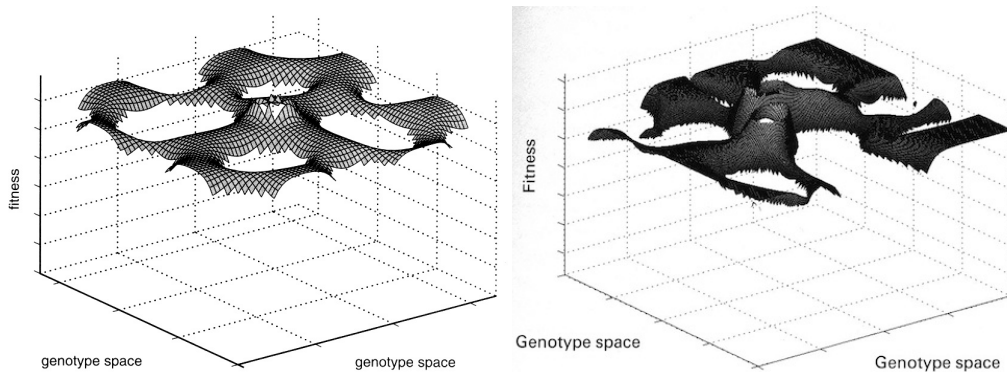 fitness
genotype space
genotype space
Fitness
Genotype space
Genotype space